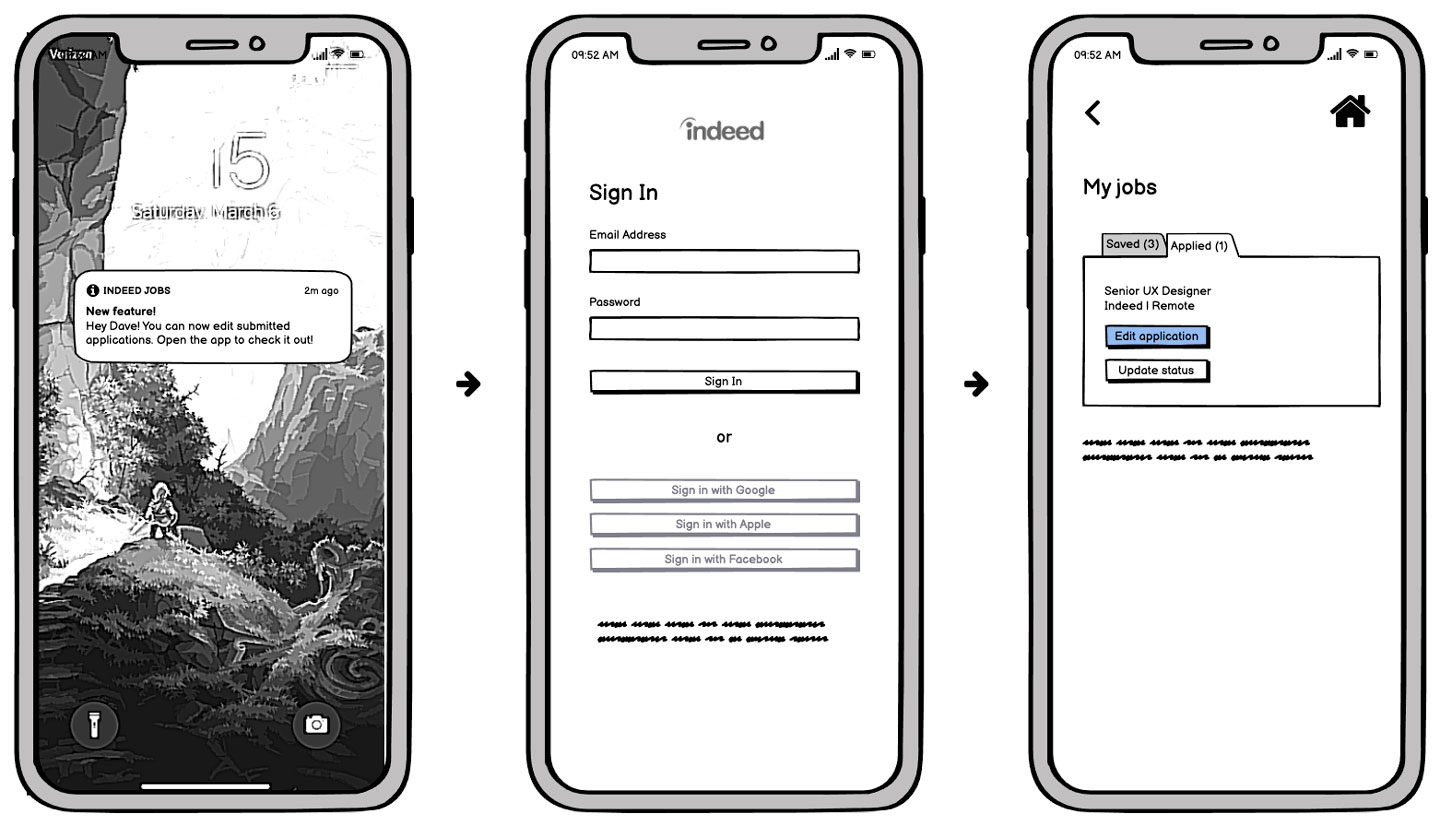 Verizon
15
Saturday, March 6
INDEED JOBS 2m ago
New feature!
Hey Dave! You can now edit submitted
applications. Open the app to check it out!
09:52 AM
indeed
Sign In
Email Address
Password
Sign In
or
Sign in with Google
Sign in with Apple
Sign in with Facebook
09:52 AM
My jobs
Saved (3) Applied (1)
Senior UX Designer
Indeed | Remote
Edit application
Update status